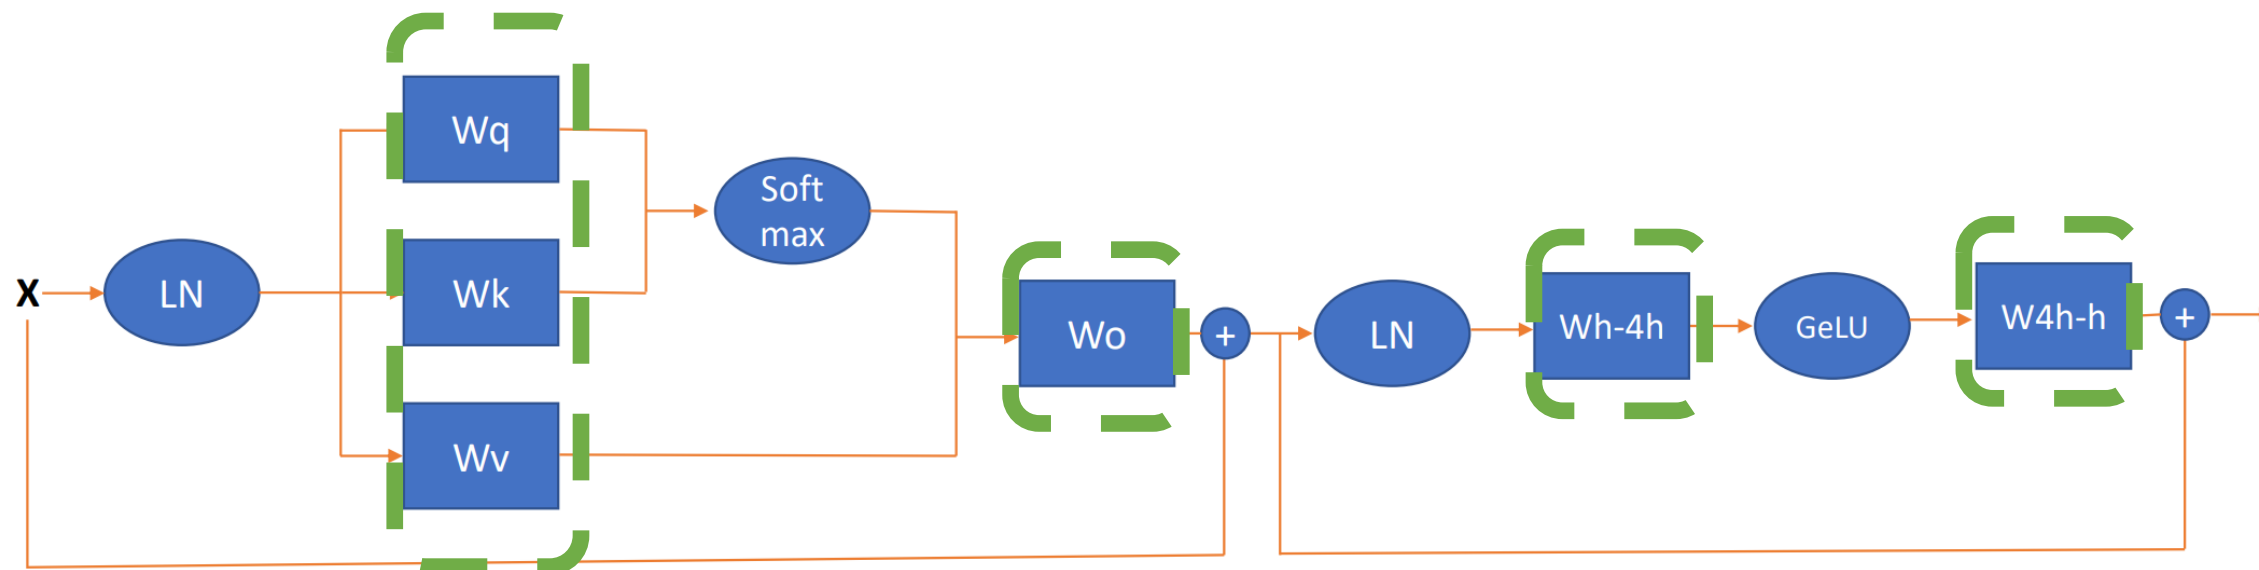 X
LN
Wq
Wk
Wv
Soft
max
Wo
+
LN
Wh-4h
GeLU
W4h-h
+